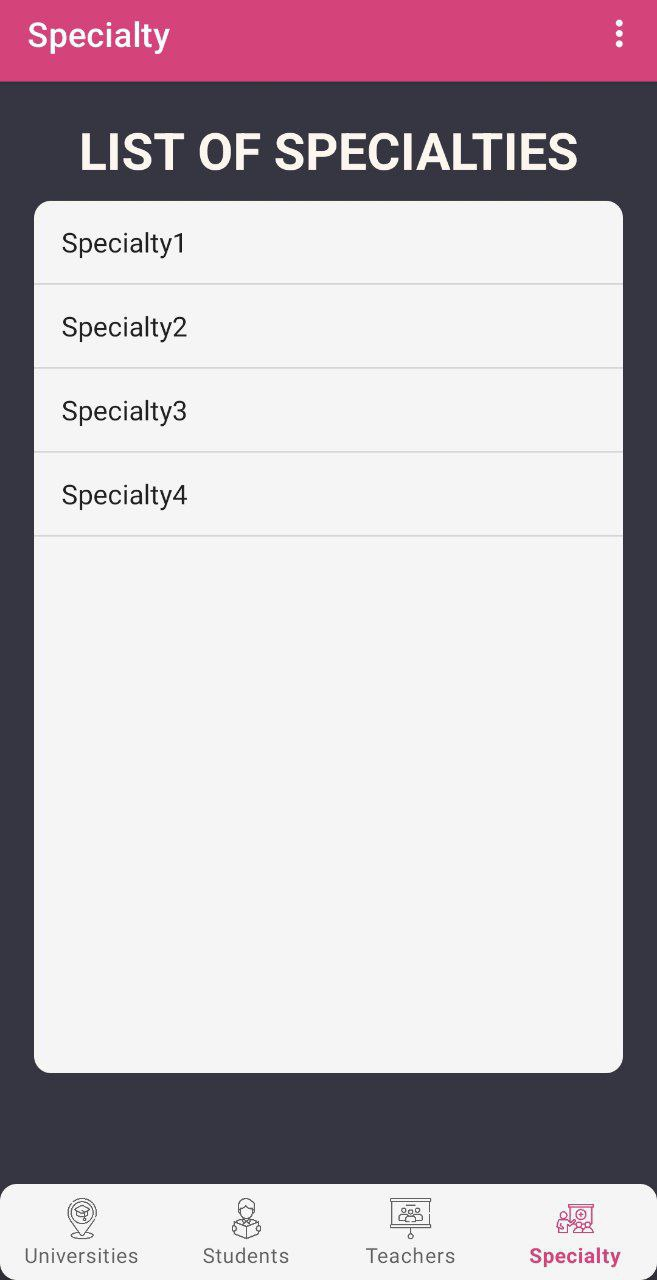 Specialty
LIST OF SPECIALTIES
Specialty1
Specialty2
Specialty3
Specialty4
Universities Students Teachers Specialty